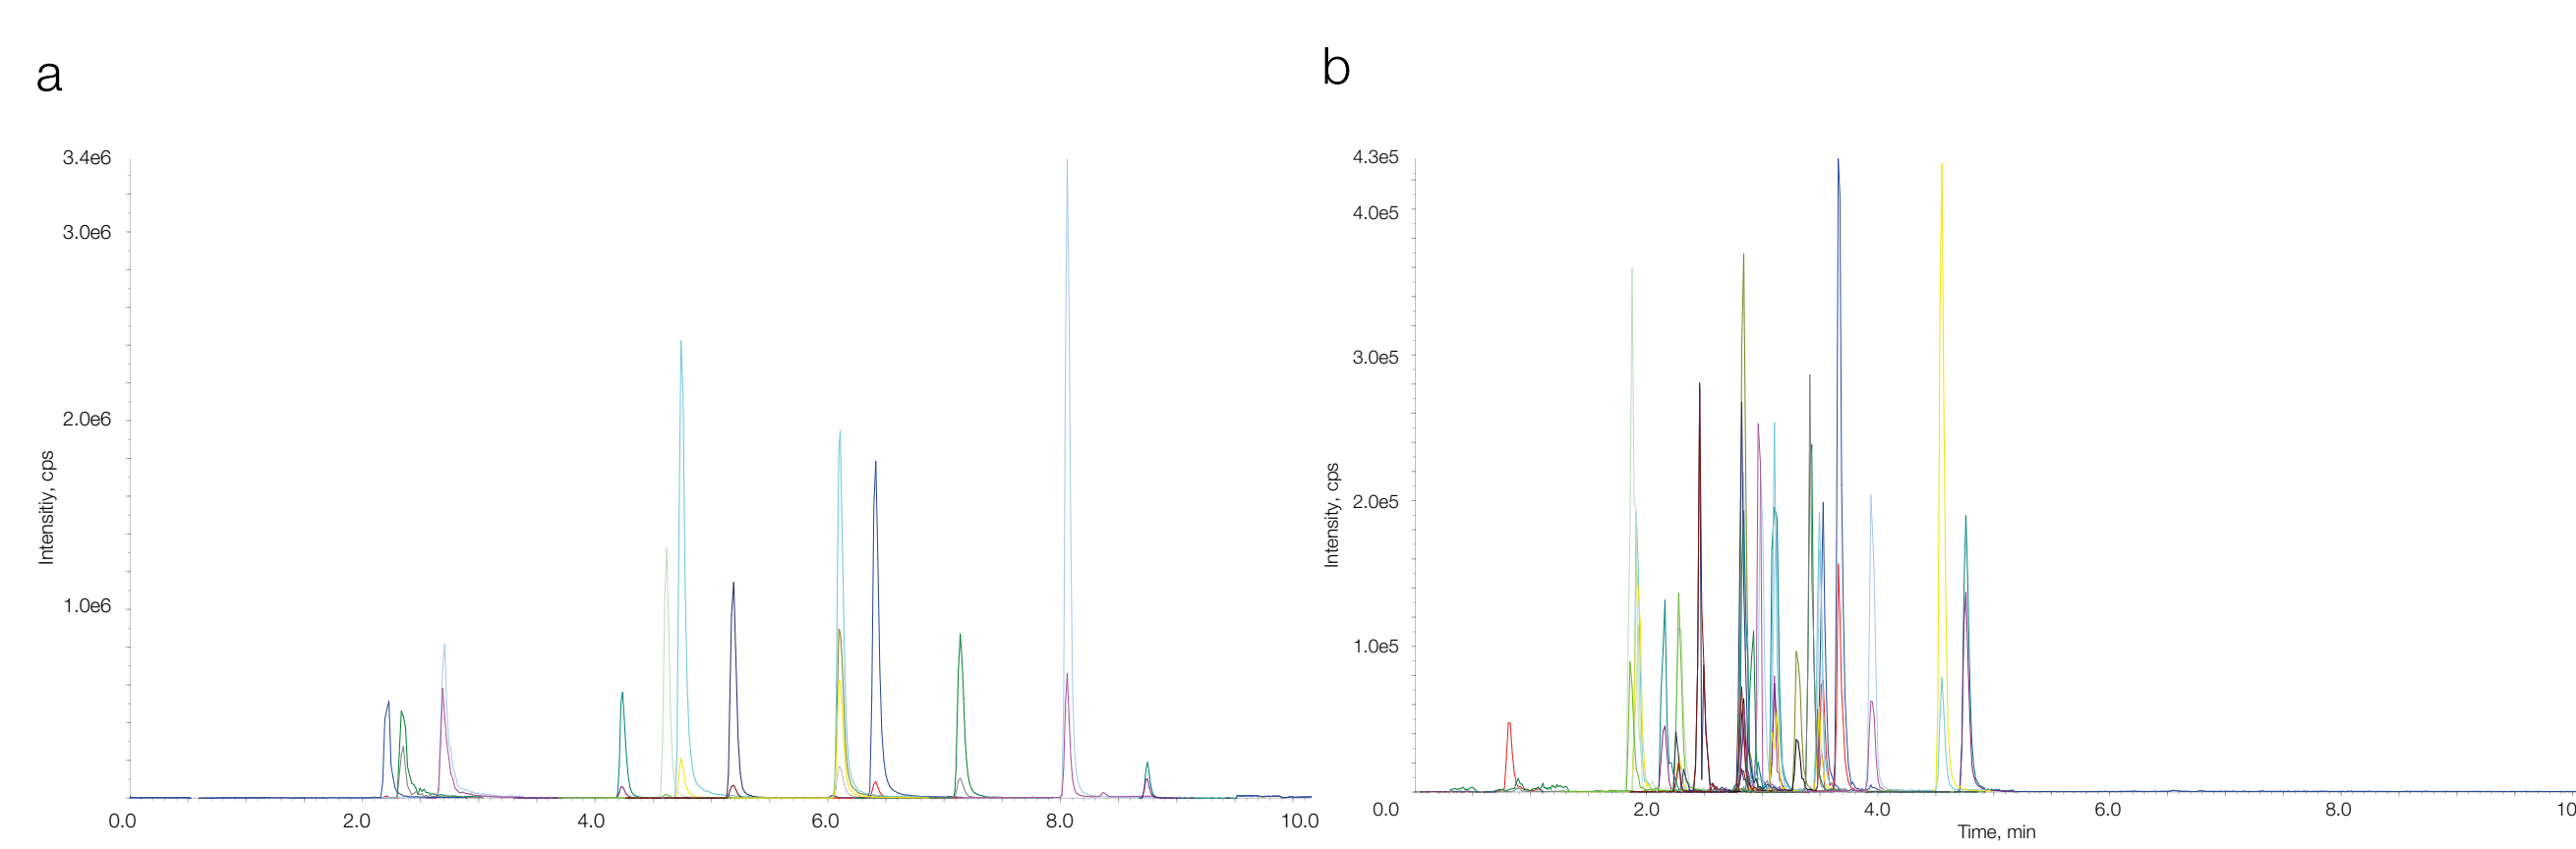 a
3.4e6
3.0e6
2.0e6
1.0e6
Intensitiy, cps
0.0 2.0 4.0 6.0 8.0 10.0
b
4.3e5
4.0e5
3.0e5
2.0e5
1.0e5
0.0
Intensity, cps
2.0 4.0 6.0 8.0 10
Time, min